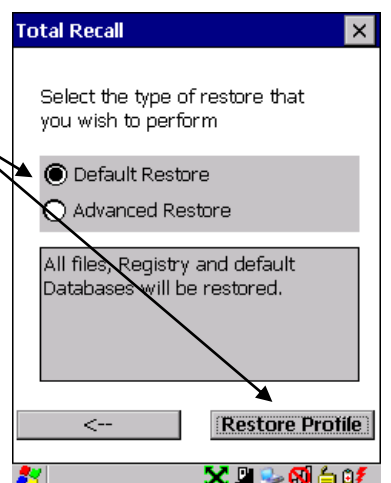 Total Recall
Select the type of restore that
you wish to perform
Default Restore
Advanced Restore
All files, Registry and default
Databases will be restored.
<--
Restore Profile